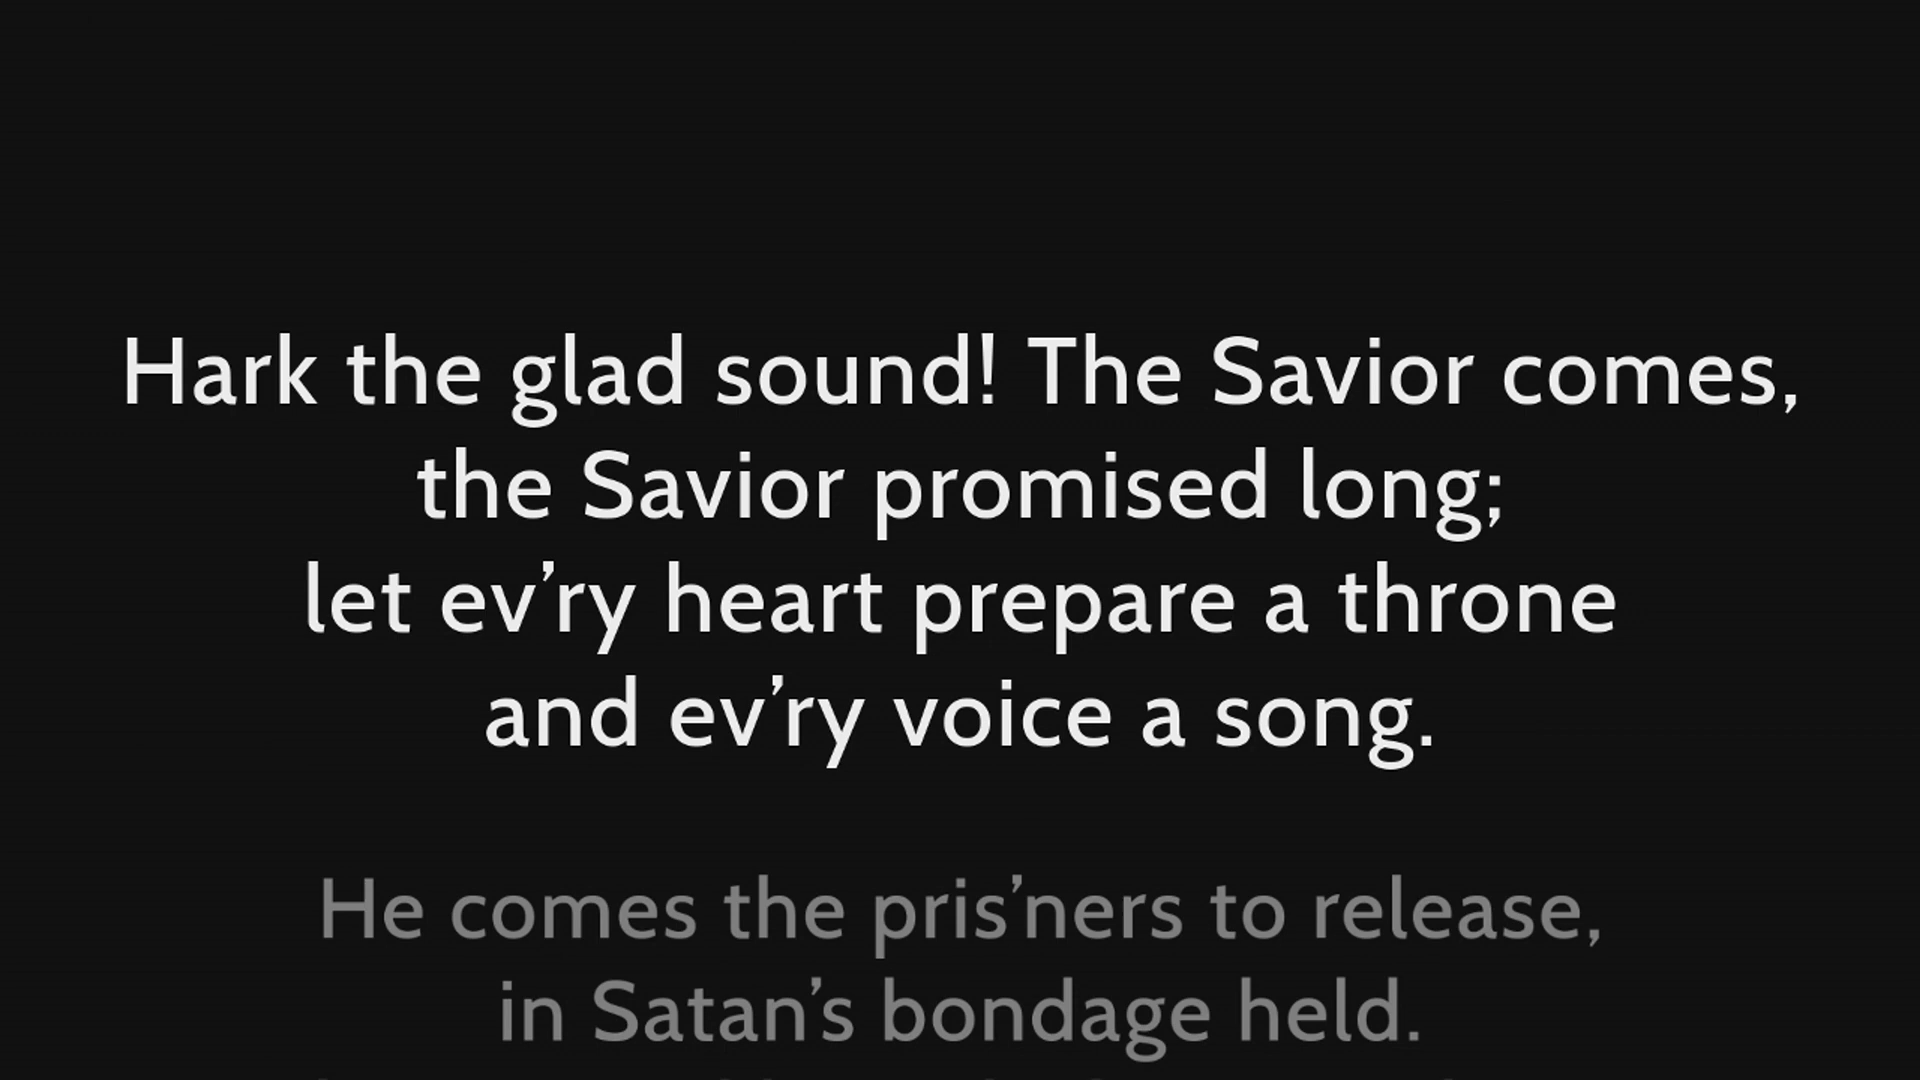 Hark the glad sound! The Savior comes,
the Savior promised long;
let ev’ry heart prepare a throne
and ev’ry voice a song.
He comes the pris’ners to release,
in Satan’s bondage held.